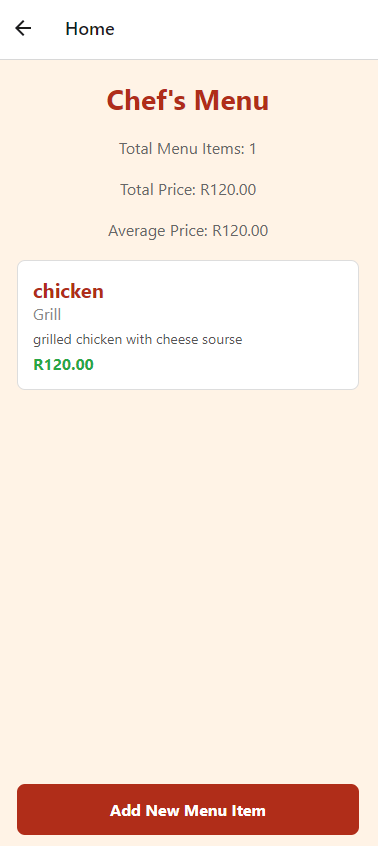 Home
Chef's Menu
Total Menu Items: 1
Total Price: R120.00
Average Price: R120.00
chicken
Grill
grilled chicken with cheese sourse
R120.00
Add New Menu Item